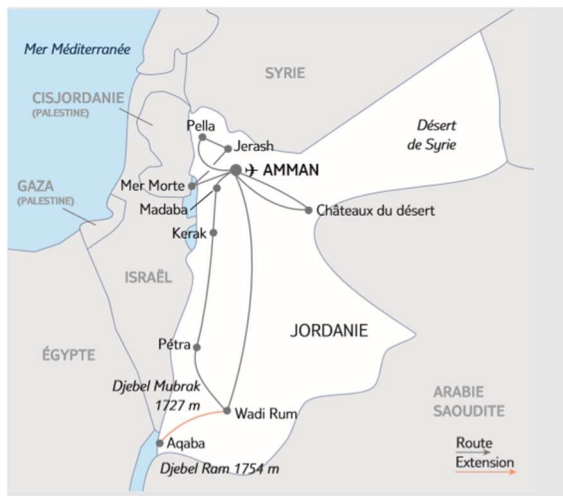 Mer Méditerranée
SYRIE
CISJORDANIE
(PALESTINE)
Désert
de Syrie
Pella
Jerash
AMMAN
GAZA
(PALESTINE)
Mer Morte
Madaba
Châteaux du désert
Kerak
ISRAËL
JORDANIE
ÉGYPTE
Pétra
Djebel Mubrak
1727 m
ARABIE
SAOUDITE
Wadi Rum
Aqaba
Route
Djebel Ram 1754 m
Extension